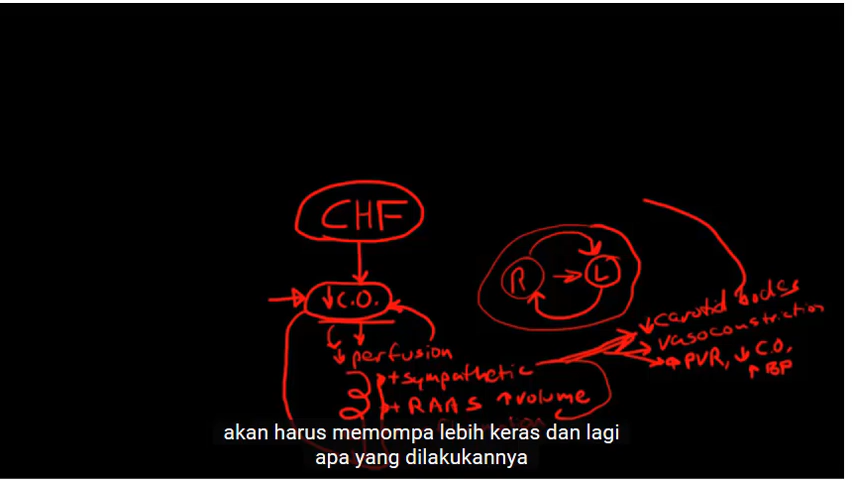 CHF
↓ C.O.
R → L
↓ perfusion
+ sympathetic
+ RAAS ↑ volume
↓ carotid bodies
vasoconstriction
↑ PVR, ↓ C.O,
↑ BP
akan harus memompa lebih keras dan lagi
apa yang dilakukannya